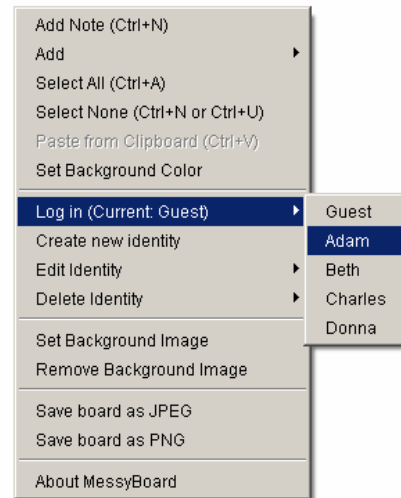 Add Note (Ctrl+N)
Add
Select All (Ctrl+A)
Select None (Ctrl+N or Ctrl+U)
Paste from Clipboard (Ctrl+V)
Set Background Color
Log in (Current: Guest)
Create new identity
Edit Identity
Delete Identity
Set Background Image
Remove Background Image
Save board as JPEG
Save board as PNG
About MessyBoard
Guest
Adam
Beth
Charles
Donna